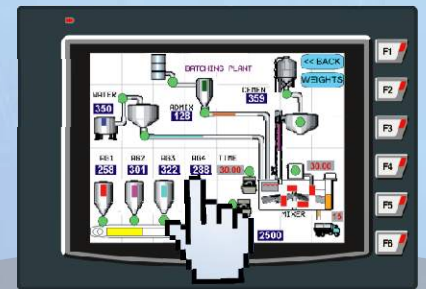 BATCHING PLANT
<< BACK
WEIGHTS
WATER
350
ADMIX
128
CEMEN
359
AG1 AG2 AG3 AG4 TIME
258 301 322 288 30.00
30.00
MIXER
15
2500
F1
F2
F3
F4
F5
F6